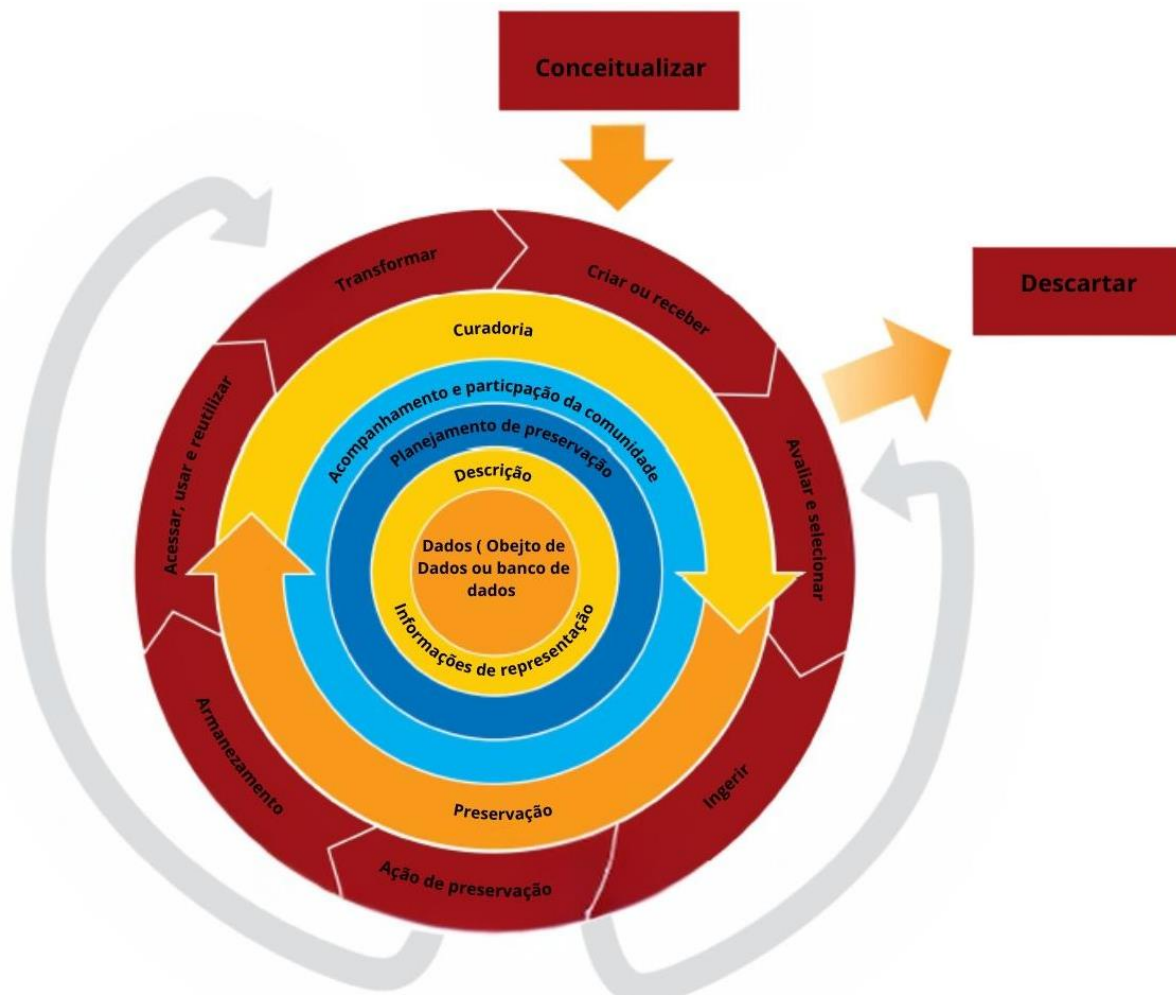 Conceitualizar
Descartar
Transformar
Criar ou receber
Avaliar e selecionar
Ingerir
Ação de preservação
Armanezamento
Acessar, usar e reutilizar
Curadoria
Preservação
Acompanhamento e particpação da comunidade
Planejamento de preservação
Descrição
Informações de representação
Dados ( Obejto de
Dados ou banco de
dados